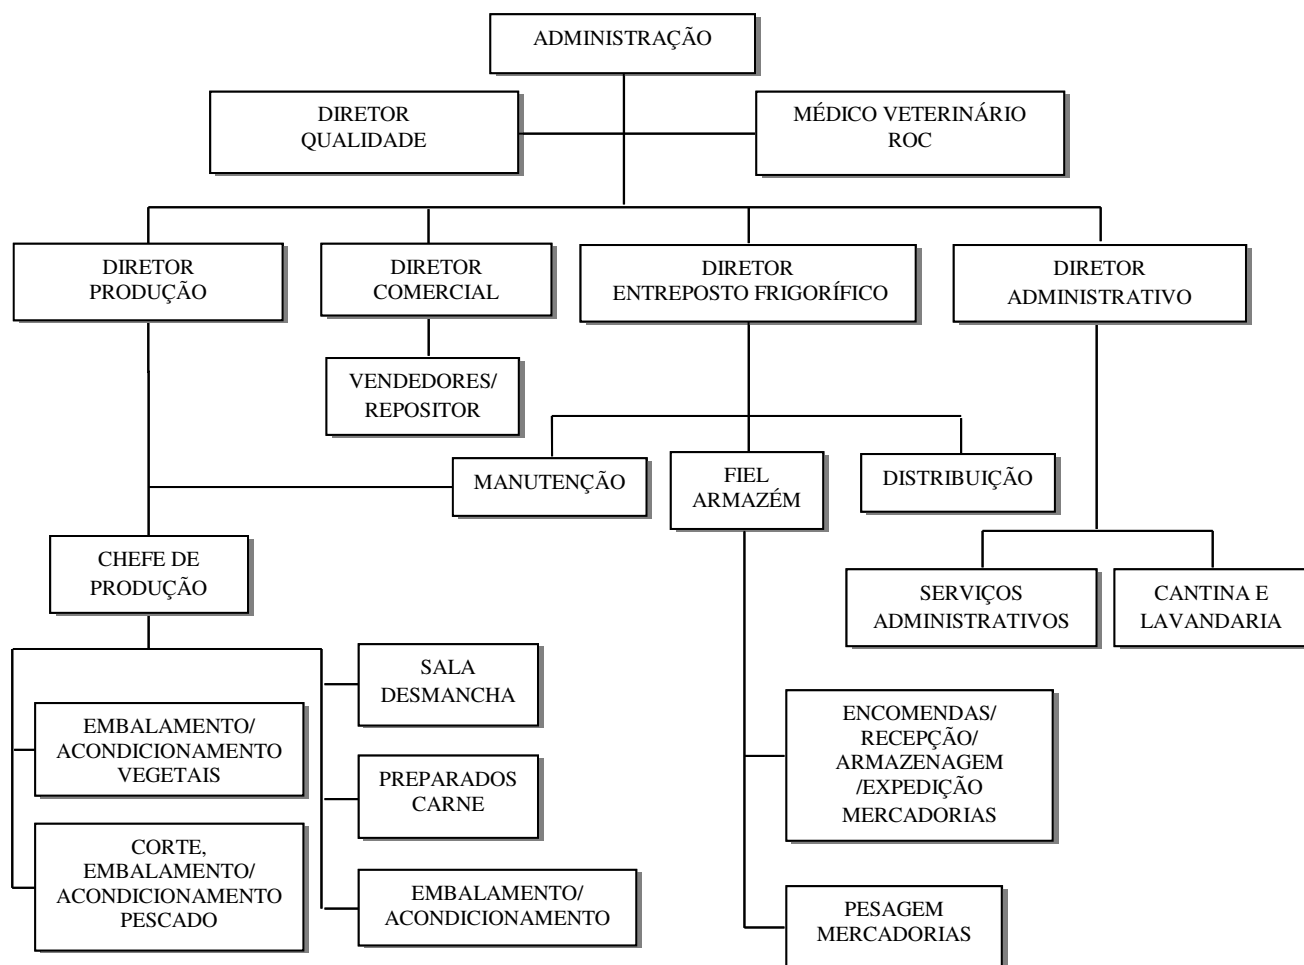 ADMINISTRAÇÃO
DIRETOR
QUALIDADE
MÉDICO VETERINÁRIO
ROC
DIRETOR
PRODUÇÃO
DIRETOR
COMERCIAL
DIRETOR
ENTREPOSTO FRIGORÍFICO
DIRETOR
ADMINISTRATIVO
VENDEDORES/
REPOSITOR
MANUTENÇÃO
FIEL
ARMAZÉM
DISTRIBUIÇÃO
CHEFE DE
PRODUÇÃO
SERVIÇOS
ADMINISTRATIVOS
CANTINA E
LAVANDARIA
SALA
DESMANCHA
EMBALAMENTO/
ACONDICIONAMENTO
VEGETAIS
PREPARADOS
CARNE
ENCOMENDAS/
RECEPÇÃO/
ARMAZENAGEM
/EXPEDIÇÃO
MERCADORIAS
CORTE,
EMBALAMENTO/
ACONDICIONAMENTO
PESCADO
EMBALAMENTO/
ACONDICIONAMENTO
PESAGEM
MERCADORIAS